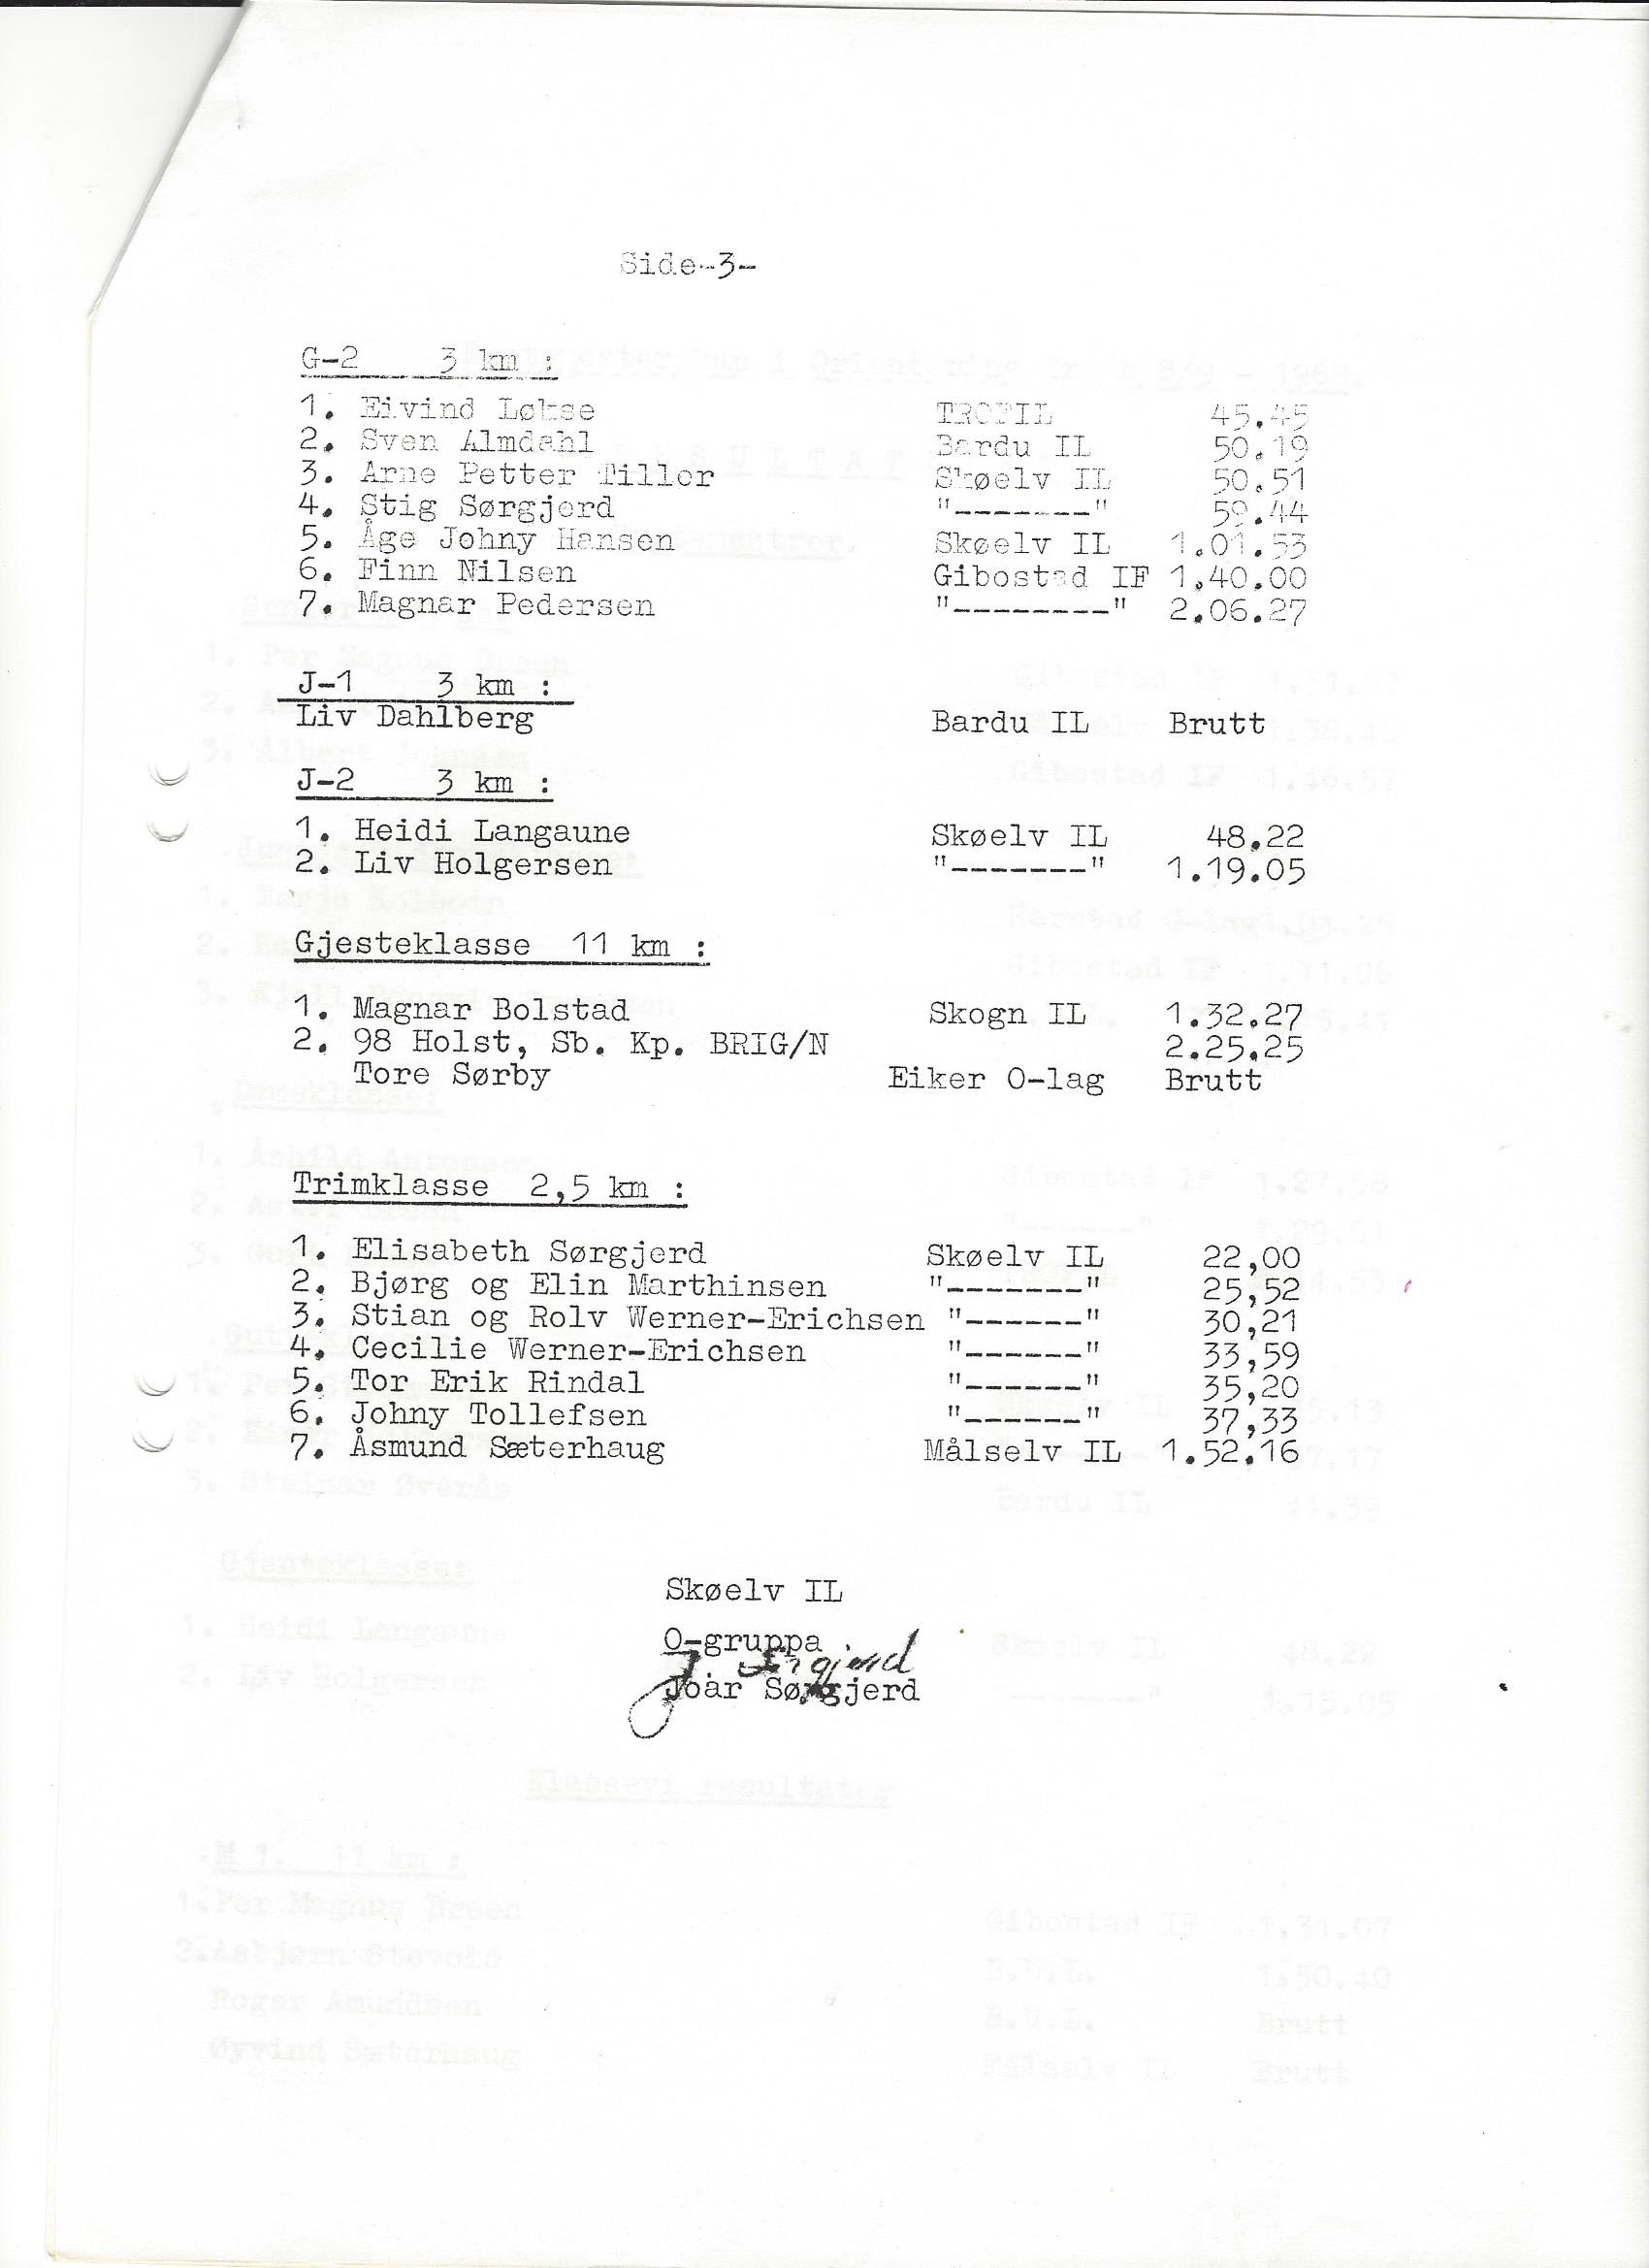 Side -3-
G-2 3 km :
1. Eivind Løkse TROPIL 45.45
2. Sven Almdahl Bardu IL 50.19
3. Arne Petter Tiller Skøelv IL 50.51
4. Stig Sørgjerd "-------" 59.44
5. Åge Johny Hansen Skøelv IL 1.01.53
6. Finn Nilsen Gibostad IF 1.40.00
7. Magnar Pedersen "--------" 2.06.27
J-1 3 km :
Liv Dahlberg Bardu IL Brutt
J-2 3 km :
1. Heidi Langaune Skøelv IL 48.22
2. Liv Holgersen "-------" 1.19.05
Gjesteklasse 11 km :
1. Magnar Bolstad Skogn IL 1.32.27
2. 98 Holst, Sb. Kp. BRIG/N 2.25.25
Tore Sørby Eiker O-lag Brutt
Trimklasse 2,5 km :
1. Elisabeth Sørgjerd Skøelv IL 22,00
2. Bjørg og Elin Marthinsen "-------" 25,52
3. Stian og Rolv Werner-Erichsen "------" 30,21
4. Cecilie Werner-Erichsen "------" 33,59
5. Tor Erik Rindal "------" 35,20
6. Johny Tollefsen "------" 37,33
7. Åsmund Sæterhaug Målselv IL 1.52.16
Skøelv IL
O-gruppa
J Sørgjerd
Joar Sørgjerd